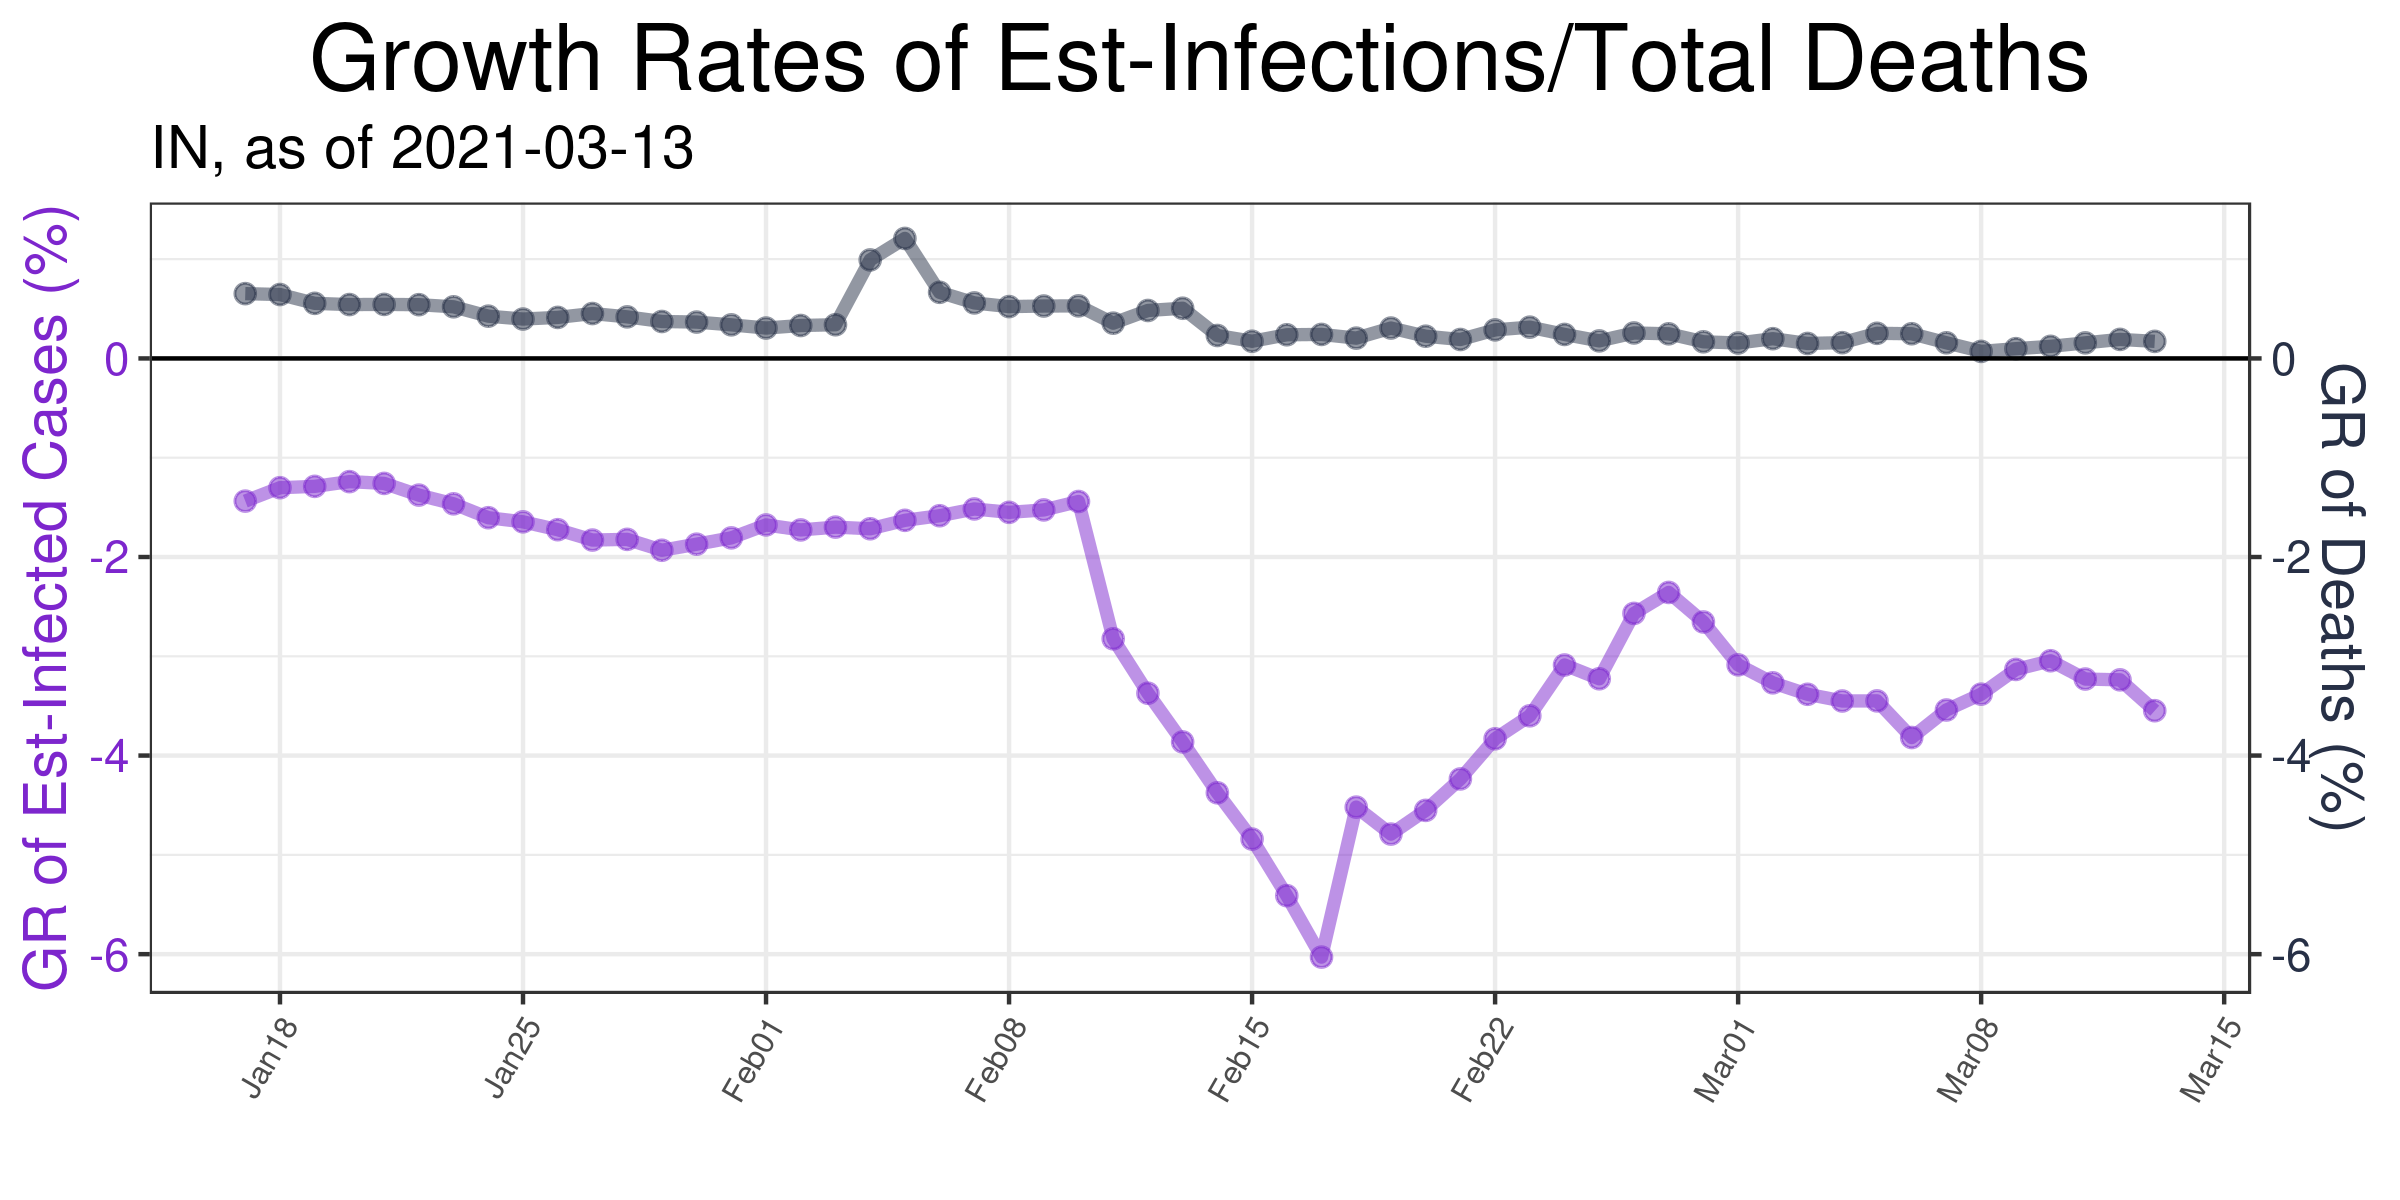 Growth Rates of Est-Infections/Total Deaths
IN, as of 2021-03-13
GR of Est-Infected Cases (%)
0
-2
-4
-6
0
-2
-4
-6
GR of Deaths (%)
Jan18
Jan25
Feb01
Feb08
Feb15
Feb22
Mar01
Mar08
Mar15